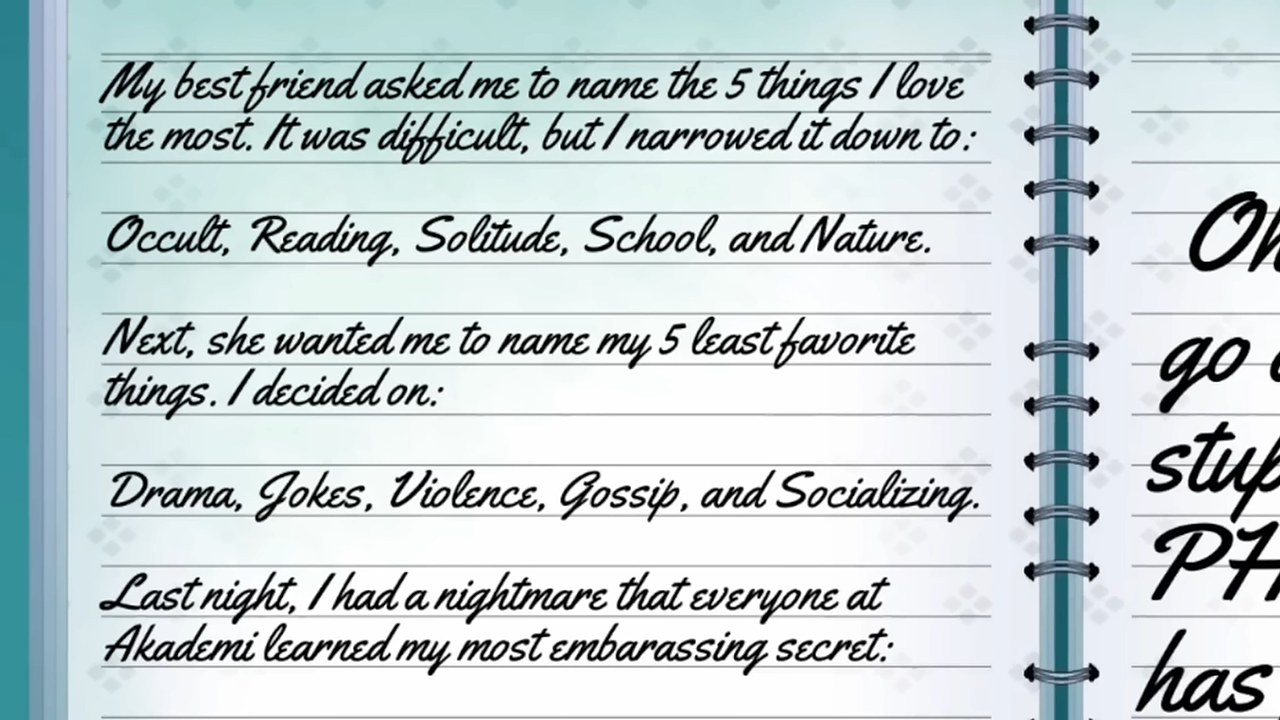 My best friend asked me to name the 5 things I love
the most. It was difficult, but I narrowed it down to:
Occult, Reading, Solitude, School, and Nature.
Next, she wanted me to name my 5 least favorite
things. I decided on:
Drama, Jokes, Violence, Gossip, and Socializing.
Last night, I had a nightmare that everyone at
Akademi learned my most embarassing secret:
go
has